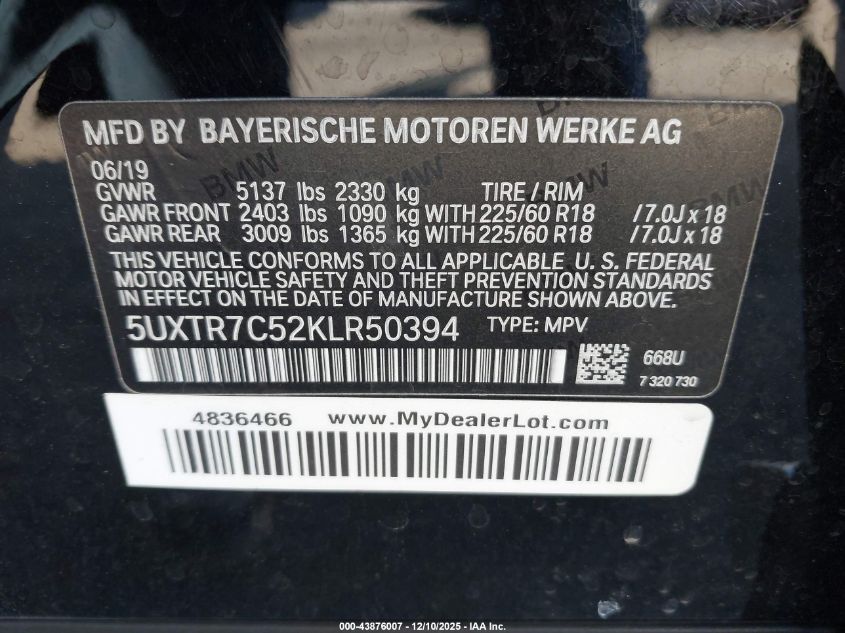 MFD BY BAYERISCHE MOTOREN WERKE AG
06/19
GVWR 5137 lbs 2330 kg TIRE / RIM
GAWR FRONT 2403 lbs 1090 kg WITH 225/60 R18 / 7.0J x 18
GAWR REAR 3009 lbs 1365 kg WITH 225/60 R18 / 7.0J x 18
THIS VEHICLE CONFORMS TO ALL APPLICABLE U. S. FEDERAL
MOTOR VEHICLE SAFETY AND THEFT PREVENTION STANDARDS
IN EFFECT ON THE DATE OF MANUFACTURE SHOWN ABOVE.
5UXTR7C52KLR50394 TYPE: MPV
668U
7 320 730
4836466 www.MyDealerLot.com
000-43876007 - 12/10/2025 - IAA Inc.